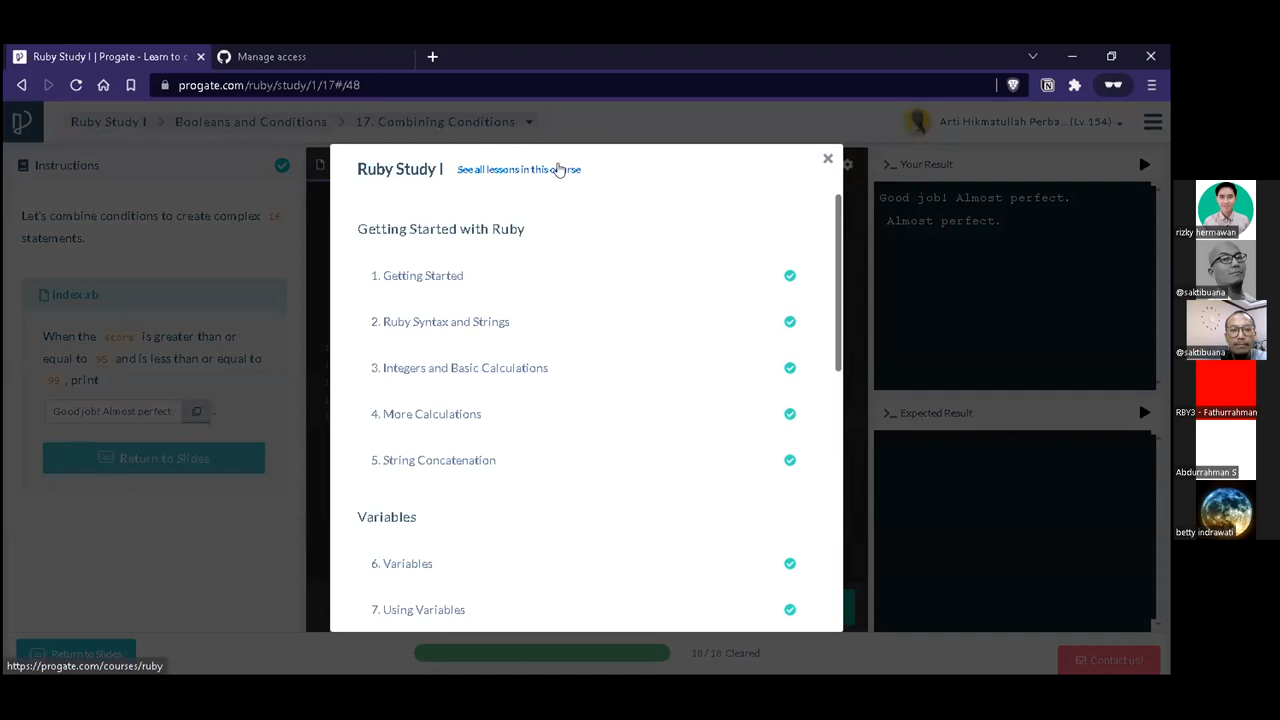 Ruby Study I | Progate - Learn to c
Manage access
progate.com/ruby/study/1/17#/48
Ruby Study I
Booleans and Conditions
17. Combining Conditions
Arti Hikmatullah Perba...(Lv.154)
Instructions
Let's combine conditions to create complex if
statements.
index.rb
When the score is greater than or
equal to 95 and is less than or equal to
99, print
Good job! Almost perfect.
Return to Slides
Ruby Study I
See all lessons in this course
Getting Started with Ruby
1. Getting Started
2. Ruby Syntax and Strings
3. Integers and Basic Calculations
4. More Calculations
5. String Concatenation
Variables
6. Variables
7. Using Variables
>_ Your Result
Good job! Almost perfect.
Almost perfect.
>_ Expected Result
Return to Slides
18/18 Cleared
Contact us!
https://progate.com/courses/ruby
rizky hermawan
@saktibuana
@saktibuana
RBY3 - Fathurrahman
Abdurrahman S
betty indrawati